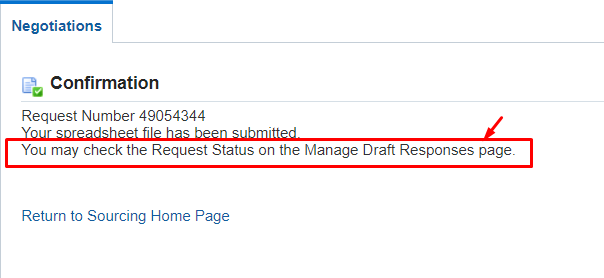 Negotiations
Confirmation
Request Number 49054344
Your spreadsheet file has been submitted.
You may check the Request Status on the Manage Draft Responses page.
Return to Sourcing Home Page